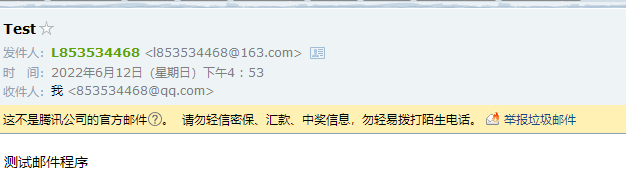 Test
发件人：L853534468 <l853534468@163.com>
时　间：2022年6月12日（星期日）下午4：53
收件人：我 <853534468@qq.com>
这不是腾讯公司的官方邮件?。 请勿轻信密保、汇款、中奖信息，勿轻易拨打陌生电话。 举报垃圾邮件
测试邮件程序